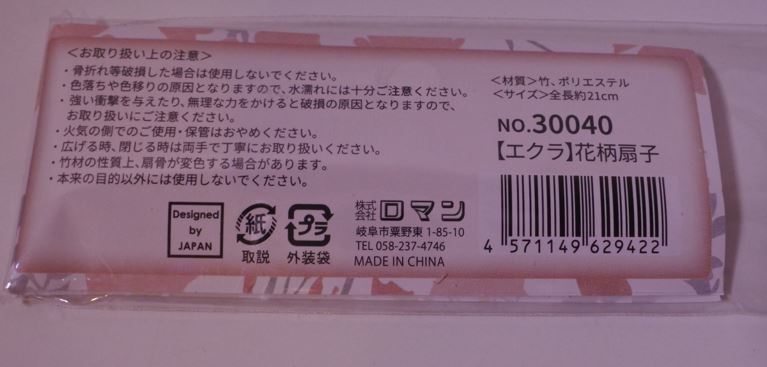 ＜お取り扱い上の注意＞
・骨折れ等破損した場合は使用しないでください。
・色落ちや色移りの原因となりますので、水濡れには十分ご注意ください。
・強い衝撃を与えたり、無理な力をかけると破損の原因となりますので、
お取り扱いにご注意ください。
・火気の側でのご使用・保管はおやめください。
・広げる時、閉じる時は両手で丁寧にお取り扱いください。
・竹材の性質上、扇骨が変色する場合があります。
・本来の目的以外には使用しないでください。
＜材質＞竹、ポリエステル
＜サイズ＞全長約21cm
NO.30040
【エクラ】花柄扇子
Designed
by
JAPAN
紙
取説
プラ
外装袋
株式会社 ロマン
岐阜市粟野東 1-85-10
TEL 058-237-4746
MADE IN CHINA
4 571149 629422